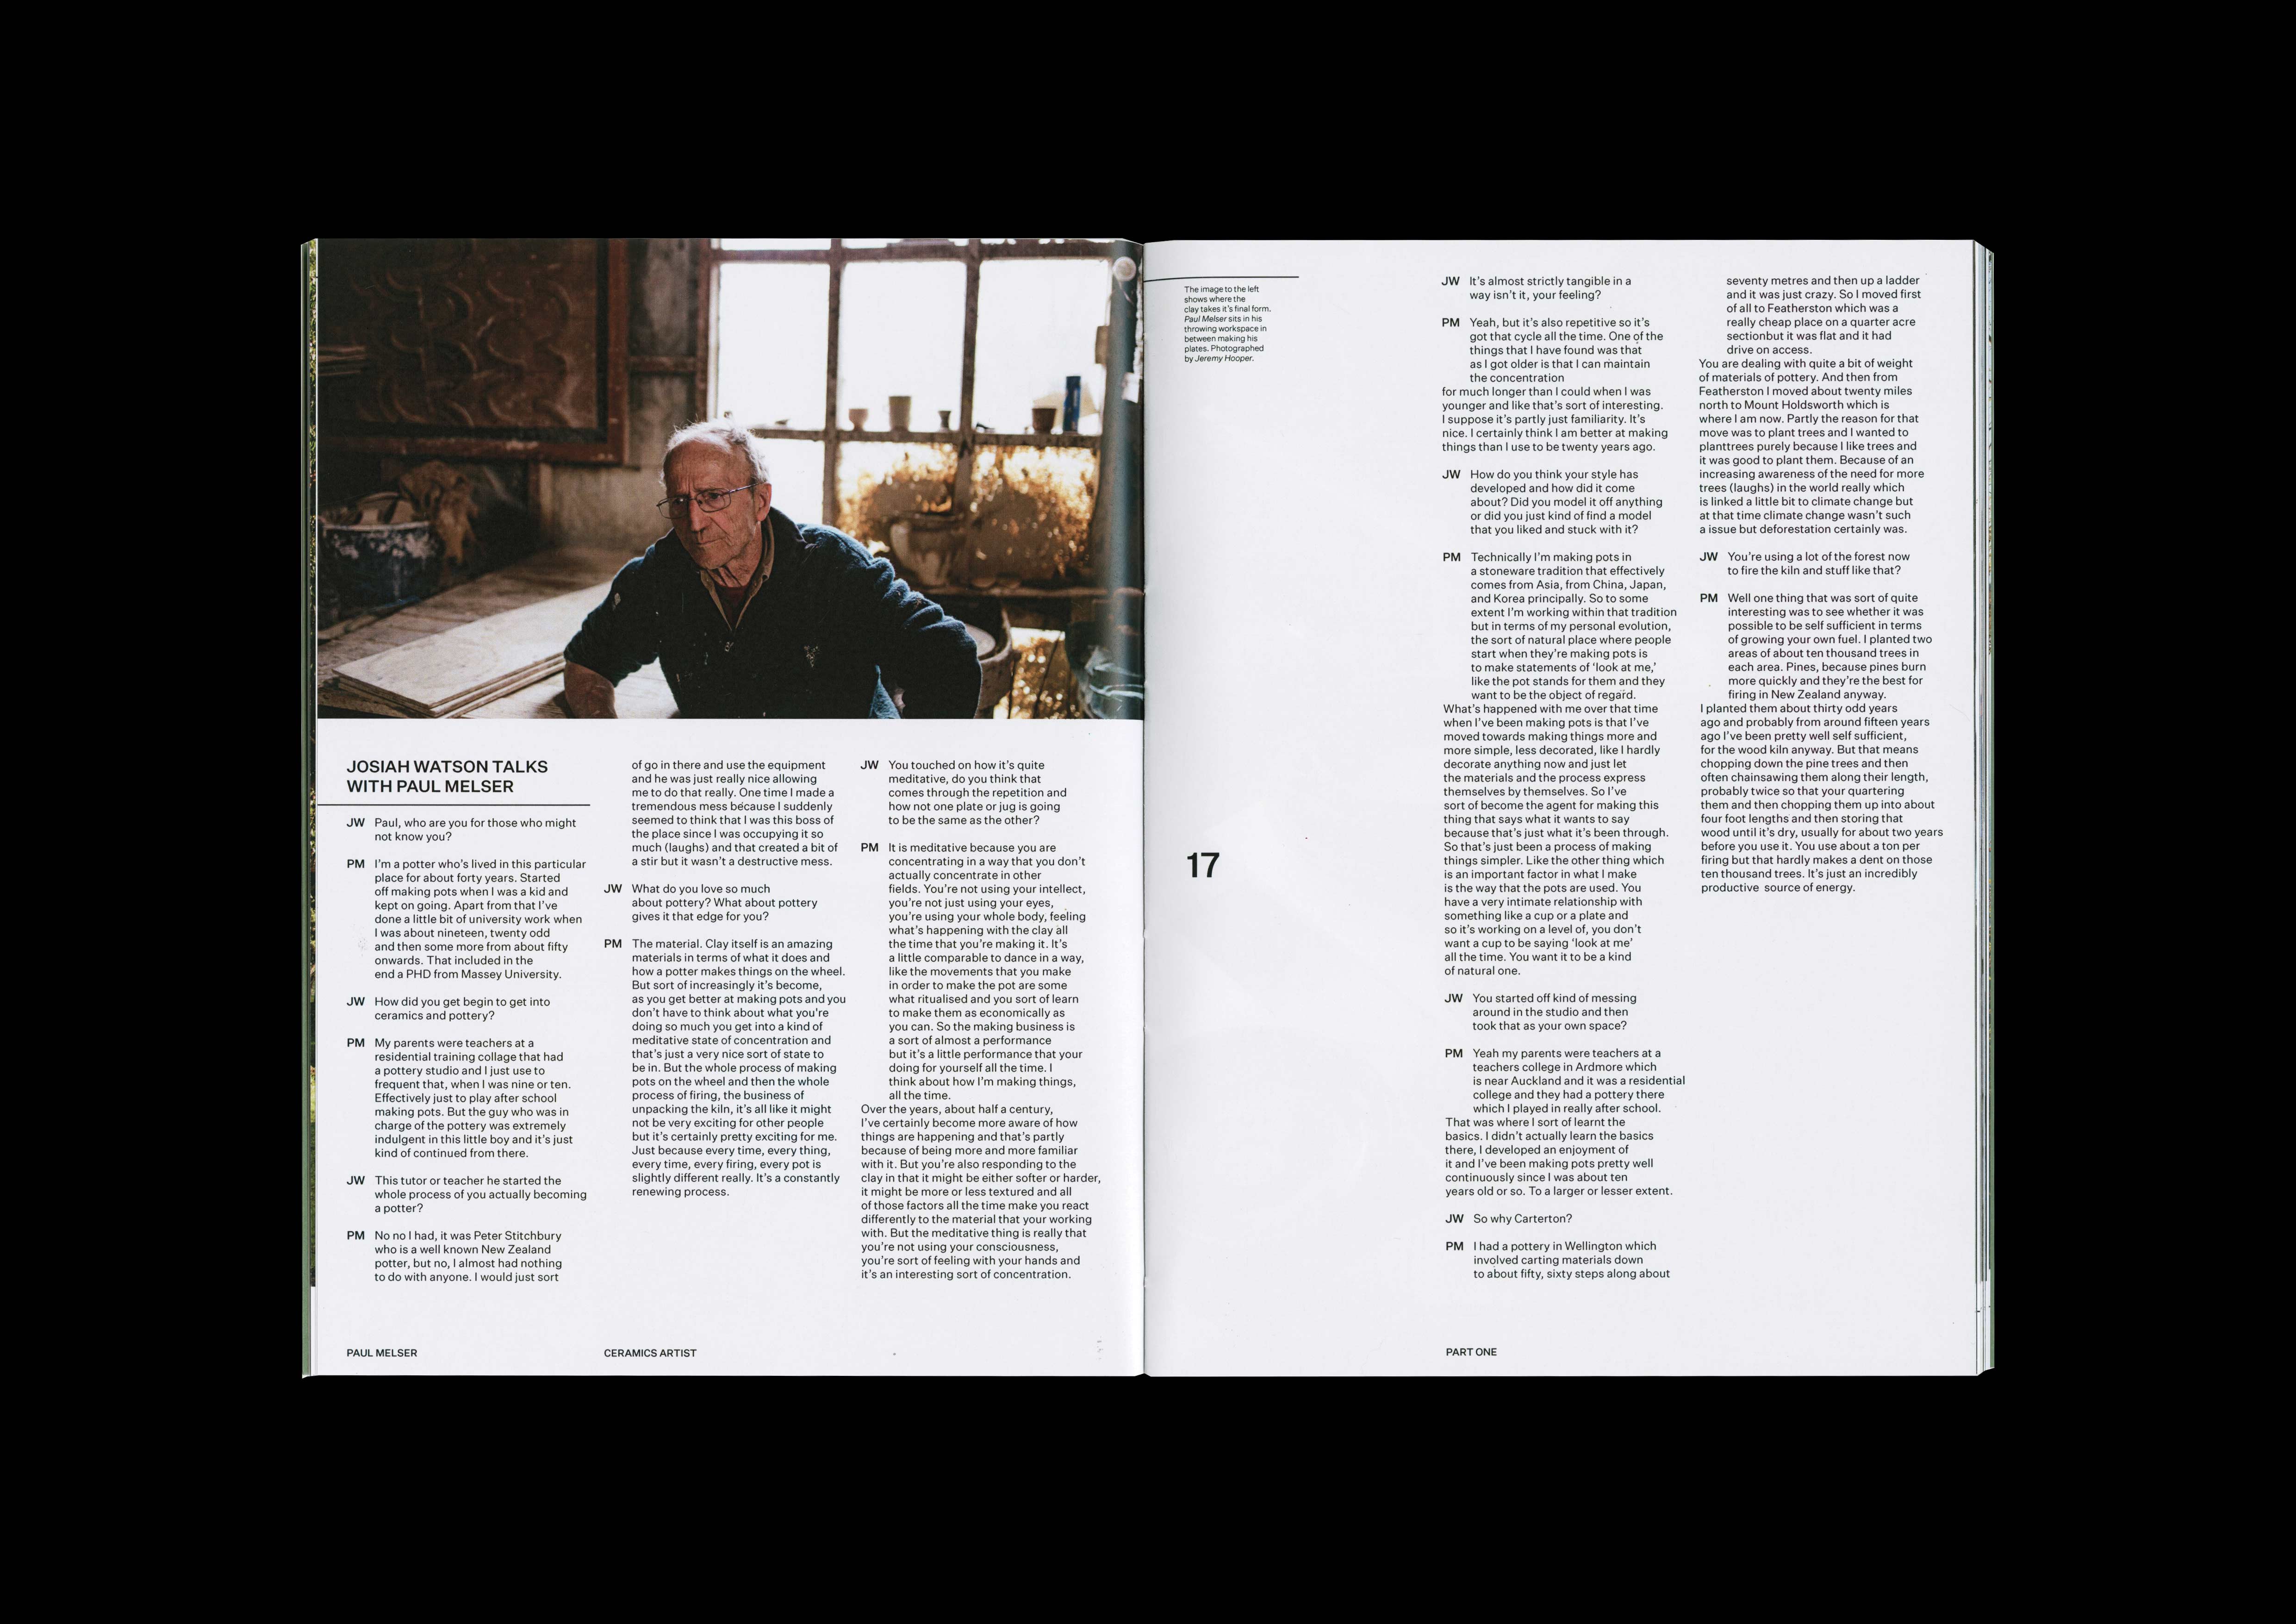 JOSIAH WATSON TALKS
WITH PAUL MELSER
JW Paul, who are you for those who might
not know you?
PM I'm a potter who's lived in this particular
place for about forty years. Started
off making pots when I was a kid and
kept on going. Apart from that I've
done a little bit of university work when
I was about nineteen, twenty odd
and then some more from about fifty
onwards. That included in the
end a PHD from Massey University.
JW How did you get begin to get into
ceramics and pottery?
PM My parents were teachers at a
residential training collage that had
a pottery studio and I just use to
frequent that, when I was nine or ten.
Effectively just to play after school
making pots. But the guy who was in
charge of the pottery was extremely
indulgent in this little boy and it's just
kind of continued from there.
JW This tutor or teacher he started the
whole process of you actually becoming
a potter?
PM No no I had, it was Peter Stitchbury
who is a well known New Zealand
potter, but no, I almost had nothing
to do with anyone. I would just sort
of go in there and use the equipment
and he was just really nice allowing
me to do that really. One time I made a
tremendous mess because I suddenly
seemed to think that I was this boss of
the place since I was occupying it so
much (laughs) and that created a bit of
a stir but it wasn't a destructive mess.
JW What do you love so much
about pottery? What about pottery
gives it that edge for you?
PM The material. Clay itself is an amazing
materials in terms of what it does and
how a potter makes things on the wheel.
But sort of increasingly it's become,
as you get better at making pots and you
don't have to think about what you're
doing so much you get into a kind of
meditative state of concentration and
that's just a very nice sort of state to
be in. But the whole process of making
pots on the wheel and then the whole
process of firing, the business of
unpacking the kiln, it's all like it might
not be very exciting for other people
but it's certainly pretty exciting for me.
Just because every time, every thing,
every time, every firing, every pot is
slightly different really. It's a constantly
renewing process.
JW You touched on how it's quite
meditative, do you think that
comes through the repetition and
how not one plate or jug is going
to be the same as the other?
PM It is meditative because you are
concentrating in a way that you don't
actually concentrate in other
fields. You're not using your intellect,
you're not just using your eyes,
you're using your whole body, feeling
what's happening with the clay all
the time that you're making it. It's
a little comparable to dance in a way,
like the movements that you make
in order to make the pot are some
what ritualised and you sort of learn
to make them as economically as
you can. So the making business is
a sort of almost a performance
but it's a little performance that your
doing for yourself all the time. I
think about how I'm making things,
all the time.
Over the years, about half a century,
I've certainly become more aware of how
things are happening and that's partly
because of being more and more familiar
with it. But you're also responding to the
clay in that it might be either softer or harder,
it might be more or less textured and all
of those factors all the time make you react
differently to the material that your working
with. But the meditative thing is really that
you're not using your consciousness,
you're sort of feeling with your hands and
it's an interesting sort of concentration.
PAUL MELSER
CERAMICS ARTIST
The image to the left
shows where the
clay takes it's final form.
Paul Melser sits in his
throwing workspace in
between making his
plates. Photographed
by Jeremy Hooper.
17
JW It's almost strictly tangible in a
way isn't it, your feeling?
PM Yeah, but it's also repetitive so it's
got that cycle all the time. One of the
things that I have found was that
as I got older is that I can maintain
the concentration
for much longer than I could when I was
younger and like that's sort of interesting.
I suppose it's partly just familiarity. It's
nice. I certainly think I am better at making
things than I use to be twenty years ago.
JW How do you think your style has
developed and how did it come
about? Did you model it off anything
or did you just kind of find a model
that you liked and stuck with it?
PM Technically I'm making pots in
a stoneware tradition that effectively
comes from Asia, from China, Japan,
and Korea principally. So to some
extent I'm working within that tradition
but in terms of my personal evolution,
the sort of natural place where people
start when they're making pots is
to make statements of 'look at me,'
like the pot stands for them and they
want to be the object of regard.
What's happened with me over that time
when I've been making pots is that I've
moved towards making things more and
more simple, less decorated, like I hardly
decorate anything now and just let
the materials and the process express
themselves by themselves. So I've
sort of become the agent for making this
thing that says what it wants to say
because that's just what it's been through.
So that's just been a process of making
things simpler. Like the other thing which
is an important factor in what I make
is the way that the pots are used. You
have a very intimate relationship with
something like a cup or a plate and
so it's working on a level of, you don't
want a cup to be saying 'look at me'
all the time. You want it to be a kind
of natural one.
JW You started off kind of messing
around in the studio and then
took that as your own space?
PM Yeah my parents were teachers at a
teachers college in Ardmore which
is near Auckland and it was a residential
college and they had a pottery there
which I played in really after school.
That was where I sort of learnt the
basics. I didn't actually learn the basics
there, I developed an enjoyment of
it and I've been making pots pretty well
continuously since I was about ten
years old or so. To a larger or lesser extent.
JW So why Carterton?
PM I had a pottery in Wellington which
involved carting materials down
to about fifty, sixty steps along about
seventy metres and then up a ladder
and it was just crazy. So I moved first
of all to Featherston which was a
really cheap place on a quarter acre
sectionbut it was flat and it had
drive on access.
You are dealing with quite a bit of weight
of materials of pottery. And then from
Featherston I moved about twenty miles
north to Mount Holdsworth which is
where I am now. Partly the reason for that
move was to plant trees and I wanted to
planttrees purely because I like trees and
it was good to plant them. Because of an
increasing awareness of the need for more
trees (laughs) in the world really which
is linked a little bit to climate change but
at that time climate change wasn't such
a issue but deforestation certainly was.
JW You're using a lot of the forest now
to fire the kiln and stuff like that?
PM Well one thing that was sort of quite
interesting was to see whether it was
possible to be self sufficient in terms
of growing your own fuel. I planted two
areas of about ten thousand trees in
each area. Pines, because pines burn
more quickly and they're the best for
firing in New Zealand anyway.
I planted them about thirty odd years
ago and probably from around fifteen years
ago I've been pretty well self sufficient,
for the wood kiln anyway. But that means
chopping down the pine trees and then
often chainsawing them along their length,
probably twice so that your quartering
them and then chopping them up into about
four foot lengths and then storing that
wood until it's dry, usually for about two years
before you use it. You use about a ton per
firing but that hardly makes a dent on those
ten thousand trees. It's just an incredibly
productive source of energy.
PART ONE